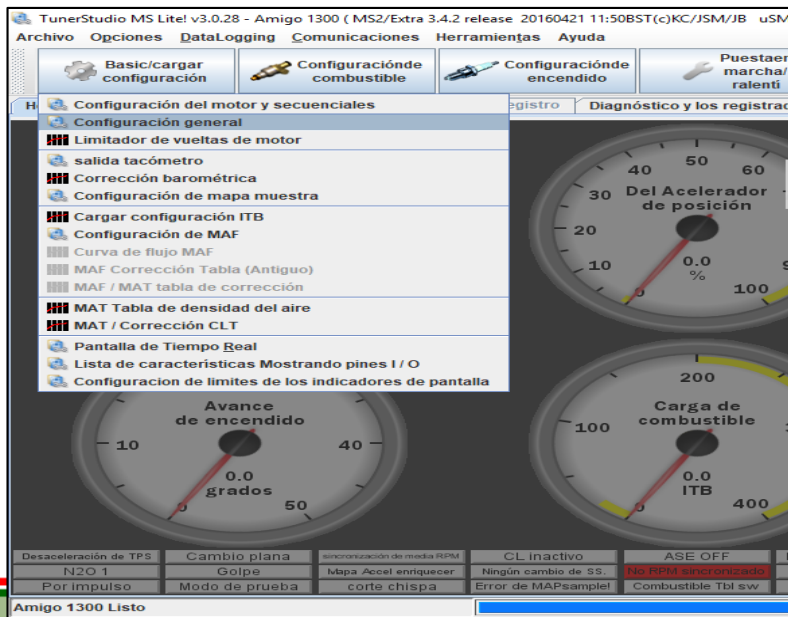 TunerStudio MS Lite! v3.0.28 - Amigo 1300 ( MS2/Extra 3.4.2 release 20160421 11:50BST(c)KC/JSM/JB uSM
Archivo Opciones DataLogging Comunicaciones Herramientas Ayuda
Basic/cargar
configuración
Configuraciónde
combustible
Configuraciónde
encendido
Puestaen
marcha/
ralentí
Configuración del motor y secuenciales
egistro
Diagnóstico y los registrad
Configuración general
Limitador de vueltas de motor
salida tacómetro
Corrección barométrica
Configuración de mapa muestra
Cargar configuración ITB
Configuración de MAF
Curva de flujo MAF
MAF Corrección Tabla (Antiguo)
MAF / MAT tabla de corrección
MAT Tabla de densidad del aire
MAT / Corrección CLT
Pantalla de Tiempo Real
Lista de características Mostrando pines I / O
Configuracion de limites de los indicadores de pantalla
40 50 60
30 Del Acelerador
de posición
20
10 0.0
%
0 100
Avance
de encendido
10 40
0.0
grados
0 50
200
Carga de
combustible
100
0.0
ITB
0 400
Desaceleración de TPS Cambio plana sincronización de media RPM CL inactivo ASE OFF
N2O 1 Golpe Mapa Accel enriquecer Ningún cambio de SS. No RPM sincronizado
Por impulso Modo de prueba corte chispa Error de MAPsample! Combustible Tbl sw
Amigo 1300 Listo